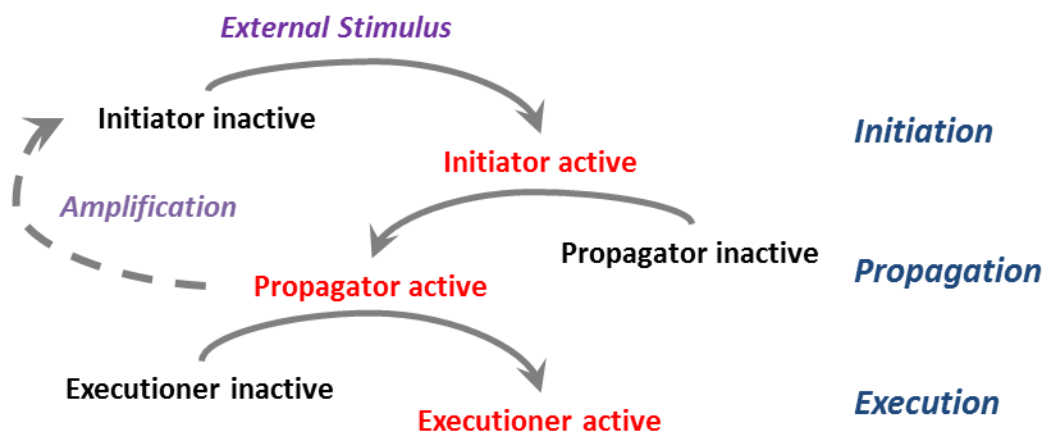 External Stimulus
Initiator inactive
Initiation
Initiator active
Amplification
Propagator inactive
Propagation
Propagator active
Executioner inactive
Execution
Executioner active